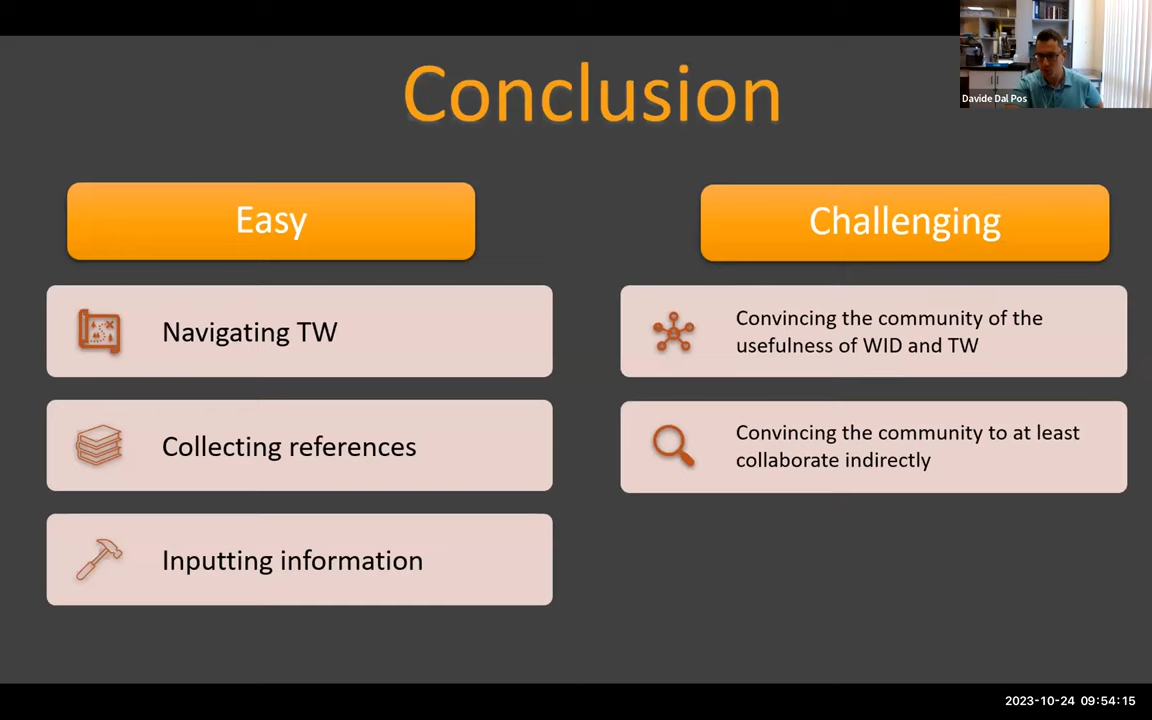 Conclusion
Davide Dal Pos
Easy
Navigating TW
Collecting references
Inputting information
Challenging
Convincing the community of the
usefulness of WID and TW
Convincing the community to at least
collaborate indirectly
2023-10-24 09:54:15